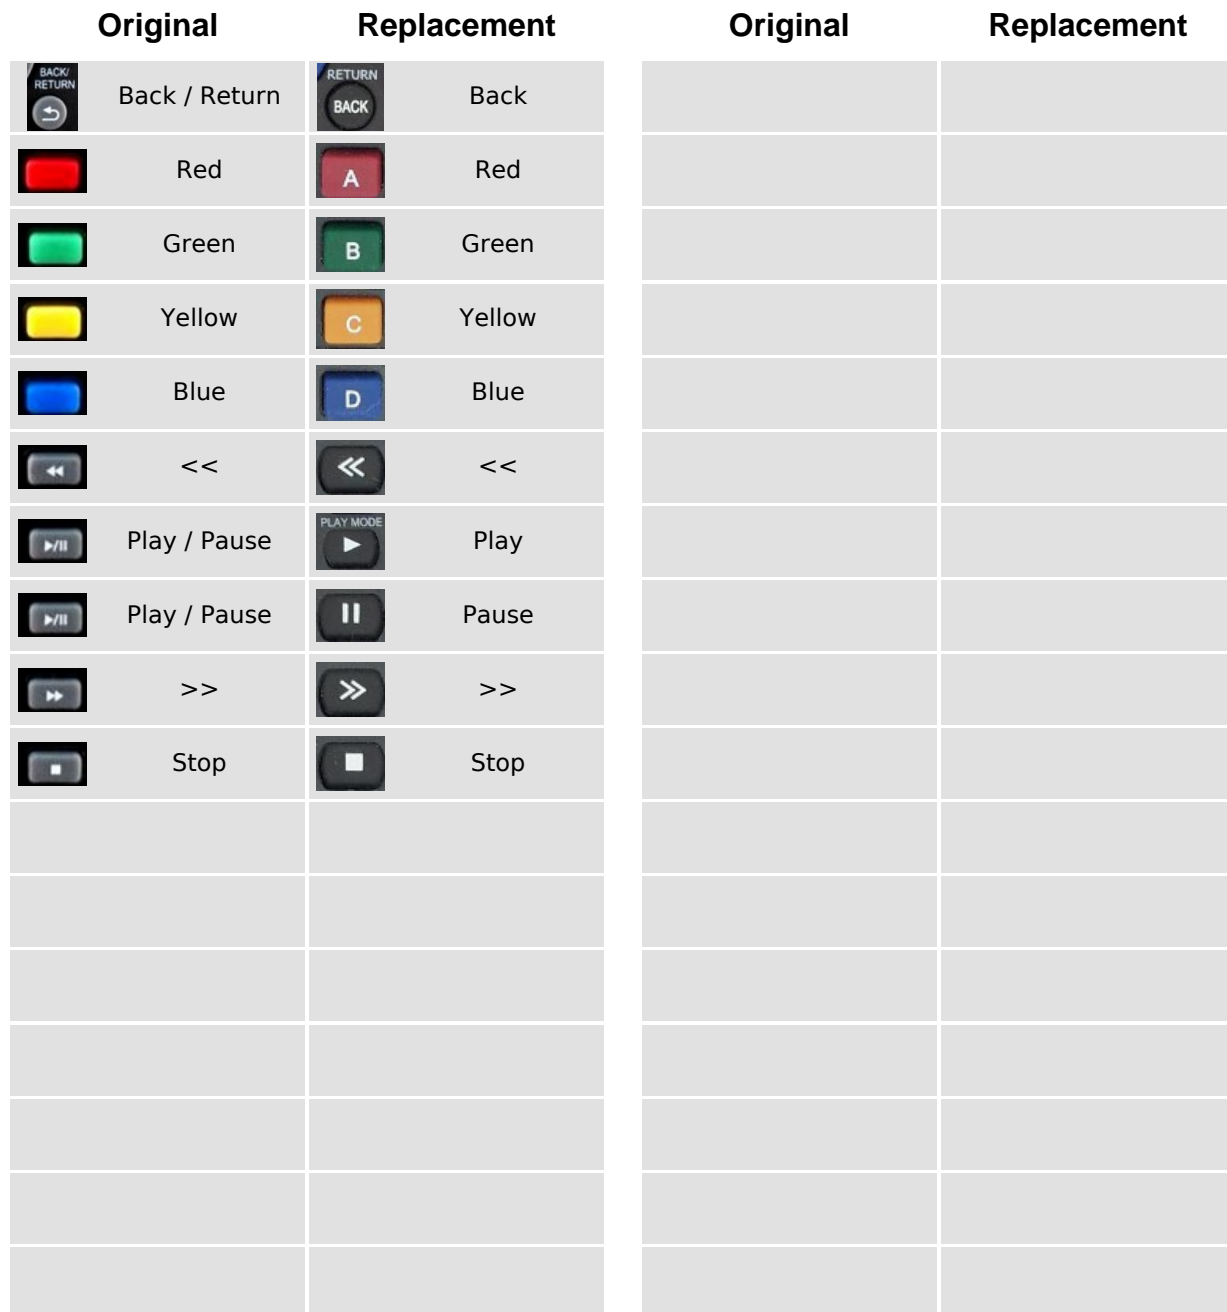 Original Replacement Original Replacement
BACK/
RETURN
Back / Return
RETURN
BACK
Back
Red
A
Red
Green
B
Green
Yellow
C
Yellow
Blue
D
Blue
<<
<<
Play / Pause
PLAY MODE
Play
Play / Pause
Pause
>>
>>
Stop
Stop